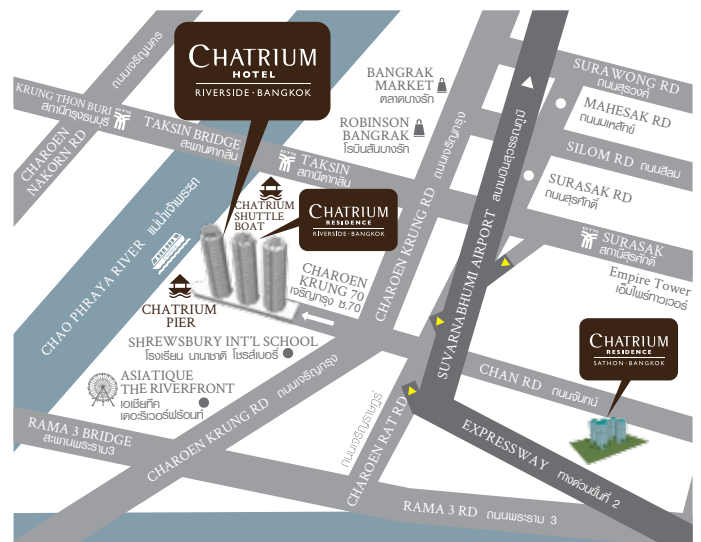 CHATRIUM
HOTEL
RIVERSIDE · BANGKOK
BANGRAK
MARKET
ตลาดบางรัก
ROBINSON
BANGRAK
โรบินสันบางรัก
SURAWONG RD
ถนนสุรวงศ์
MAHESAK RD
ถนนมเหสักข์
SILOM RD ถนนสีลม
SURASAK RD
ถนนสุรศักดิ์
SURASAK
สถานีสุรศักดิ์
Empire Tower
เอ็มไพร์ทาวเวอร์
KRUNG THON BURI
สถานีกรุงธนบุรี
CHAROEN
NAKORN RD
ถนนเจริญนคร
TAKSIN BRIDGE
สะพานตากสิน
TAKSIN
สถานีตากสิน
CHATRIUM
SHUTTLE
BOAT
CHATRIUM
RESIDENCE
RIVERSIDE · BANGKOK
CHAROEN KRUNG RD ถนนเจริญกรุง
SUVARNABHUMI AIRPORT สนามบินสุวรรณภูมิ
CHAO PHRAYA RIVER แม่น้ำเจ้าพระยา
CHAROEN
KRUNG 70
เจริญกรุง ซ.70
CHATRIUM
PIER
SHREWSBURY INT'L SCHOOL
โรงเรียน นานาชาติ โชรส์เบอรี่
ASIATIQUE
THE RIVERFRONT
เอเชียทีค
เดอะริเวอร์ฟร้อนท์
CHATRIUM
RESIDENCE
SATHON · BANGKOK
CHAN RD ถนนจันทน์
RAMA 3 BRIDGE
สะพานพระราม3
CHAROEN KRUNG RD ถนนเจริญกรุง
CHAROEN RAT RD
EXPRESSWAY ทางด่วนขั้นที่ 2
RAMA 3 RD ถนนพระราม 3